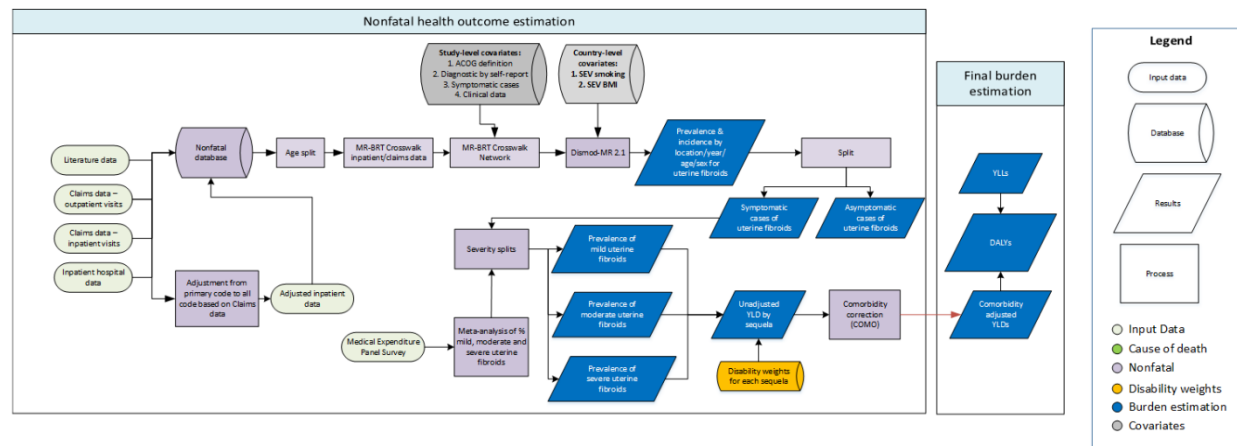 Nonfatal health outcome estimation
Study-level covariates:
1. ACOG definition
2. Diagnostic by self-report
3. Symptomatic cases
4. Clinical data
Country-level
covariates:
1. SEV smoking
2. SEV BMI
Literature data
Claims data –
outpatient visits
Claims data –
inpatient visits
Inpatient hospital
data
Nonfatal
database
Age split
MR-BRT Crosswalk
inpatient/claims data
MR-BRT Crosswalk
Network
Dismod-MR 2.1
Prevalence &
incidence by
location/year/
age/sex for
uterine fibroids
Split
Symptomatic
cases of
uterine fibroids
Asymptomatic
cases of
uterine fibroids
Adjustment from
primary code to all
code based on Claims
data
Adjusted inpatient
data
Severity splits
Medical Expenditure
Panel Survey
Meta-analysis of %
mild, moderate and
severe uterine
fibroids
Prevalence of
mild uterine
fibroids
Prevalence of
moderate uterine
fibroids
Prevalence of
severe uterine
fibroids
Unadjusted
YLD by
sequela
Disability weights
for each sequela
Comorbidity
correction
(COMO)
Final burden
estimation
YLLs
DALYs
Comorbidity
adjusted
YLDs
Legend
Input data
Database
Results
Process
Input Data
Cause of death
Nonfatal
Disability weights
Burden estimation
Covariates